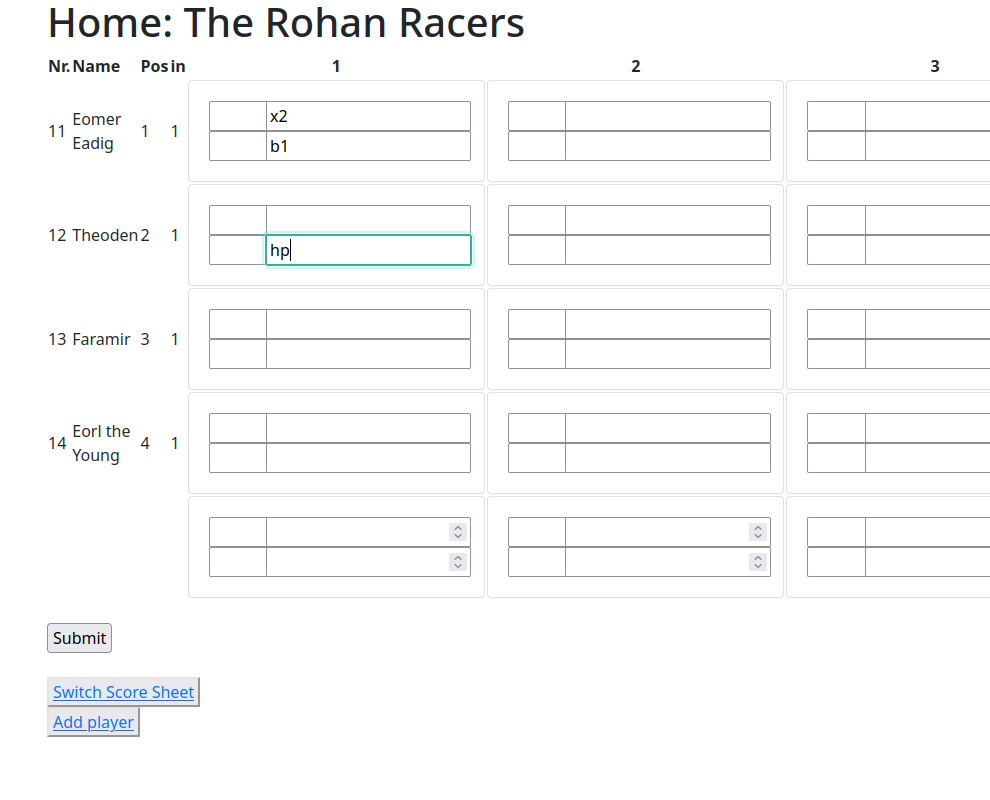 Home: The Rohan Racers
Nr. Name Pos in 1 2 3
x2
11 Eomer Eadig 1 1
b1
12 Theoden 2 1
hp
13 Faramir 3 1
14 Eorl the Young 4 1
Submit
Switch Score Sheet
Add player